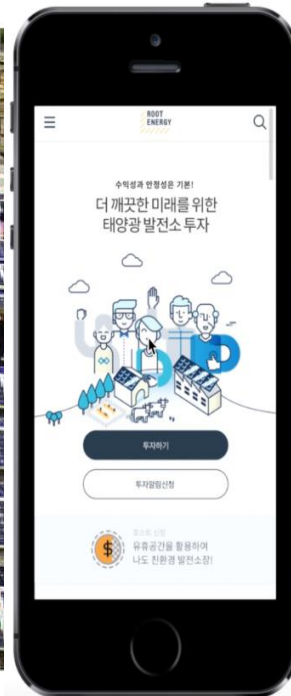 ROOT
ENERGY
수익성과 안정성은 기본!
더 깨끗한 미래를 위한
태양광 발전소 투자
투자하기
투자알림신청
유휴공간을 활용하여
나도 친환경 발전소장!